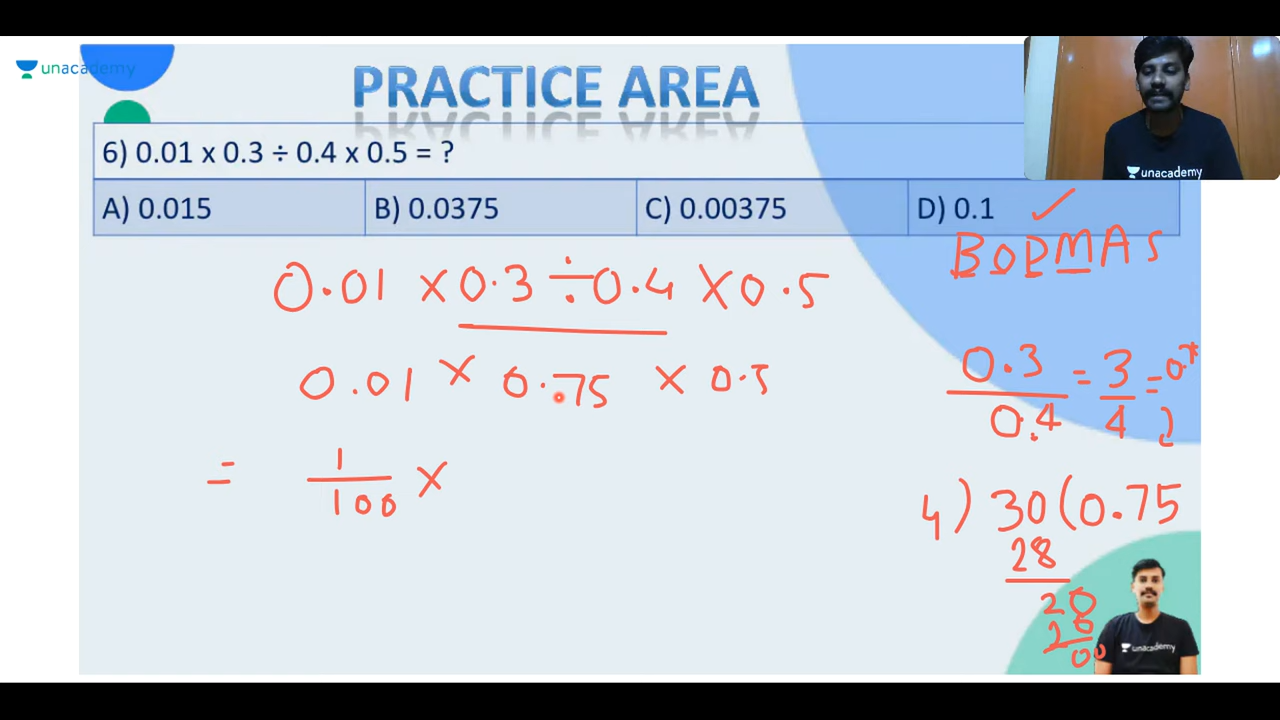 unacademy
PRACTICE AREA
6) 0.01 x 0.3 ÷ 0.4 x 0.5 = ?
A) 0.015
B) 0.0375
C) 0.00375
D) 0.1 ✓
BODMAS
0.01 × 0.3 ÷ 0.4 × 0.5
0.01 × 0.75 × 0.5
= 1/100 ×
0.3/0.4 = 3/4 = 0.7
4 ) 30 ( 0.75
28
20
20
00
unacademy
unacademy